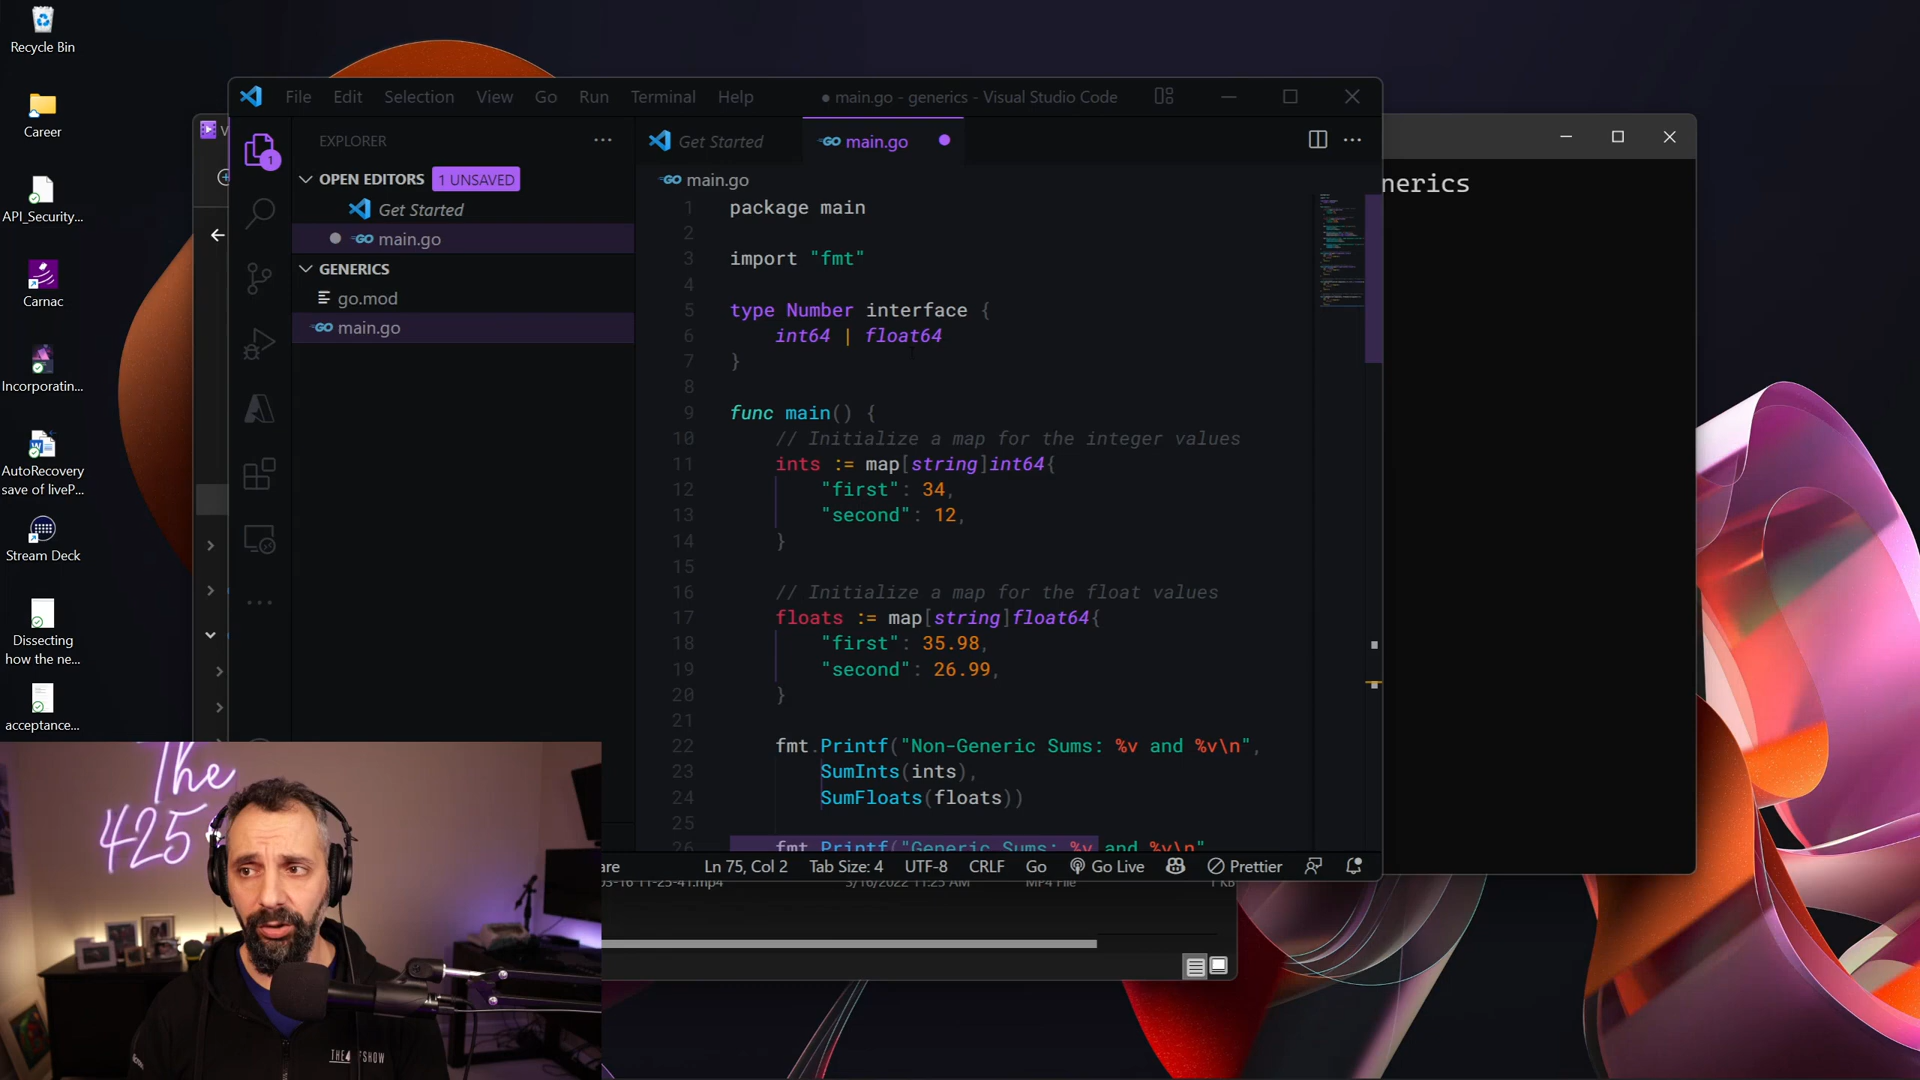 Recycle Bin
Career
API_Security...
Carnac
Incorporatin...
AutoRecovery
save of liveP...
Stream Deck
Dissecting
how the ne...
acceptance...
File Edit Selection View Go Run Terminal Help
● main.go - generics - Visual Studio Code
EXPLORER
1
OPEN EDITORS 1 UNSAVED
Get Started
main.go
GENERICS
go.mod
main.go
Get Started
main.go
main.go
1 package main
2
3 import "fmt"
4
5 type Number interface {
6 int64 | float64
7 }
8
9 func main() {
10 // Initialize a map for the integer values
11 ints := map[string]int64{
12 "first": 34,
13 "second": 12,
14 }
15
16 // Initialize a map for the float values
17 floats := map[string]float64{
18 "first": 35.98,
19 "second": 26.99,
20 }
21
22 fmt.Printf("Non-Generic Sums: %v and %v\n",
23 SumInts(ints),
24 SumFloats(floats))
25
26 fmt.Printf("Generic Sums: %v and %v\n",
are Ln 75, Col 2 Tab Size: 4 UTF-8 CRLF Go Go Live Prettier
03-16 11-25-41.mp4 3/16/2022 11:25 AM MP4 File 1 KB
nerics
The
425
THE425SHOW